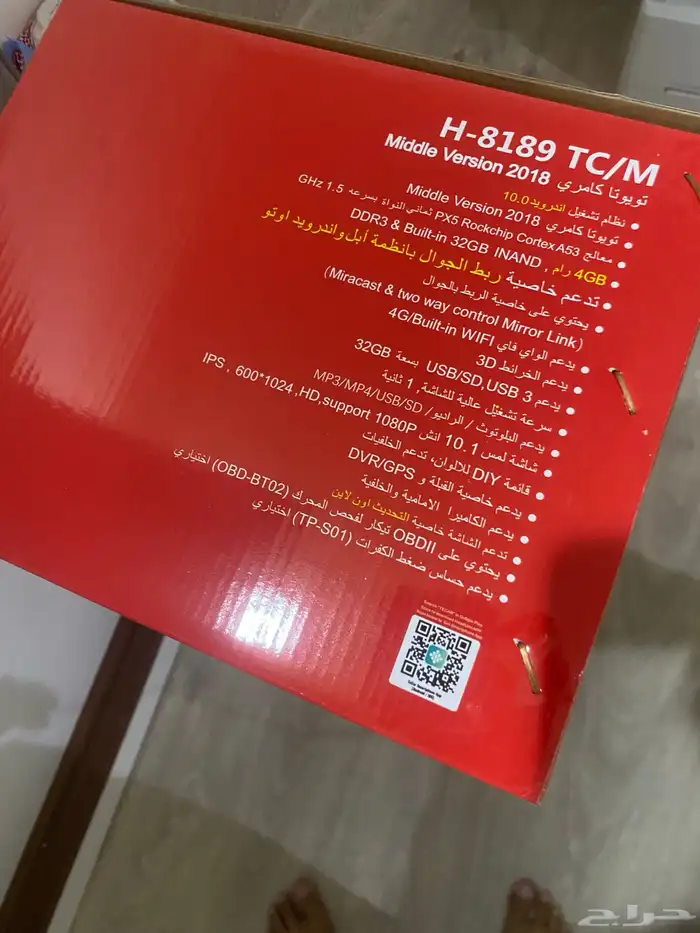 H-8189 TC/M
تويوتا كامري Middle Version 2018
نظام تشغيل اندرويد 10.0
تويوتا كامري Middle Version 2018
معالج PX5 Rockchip CortexA53 ثماني النواة بسرعه GHz 1.5
4GB رام , DDR3 & Built-in 32GB INAND
تدعم خاصية ربط الجوال بانظمة أبل واندرويد اوتو
يحتوي على خاصية الربط بالجوال
(Miracast & two way control Mirror Link)
يدعم الواي فاي 4G/Built-in WIFI
يدعم الخرائط 3D
يدعم USB/SD, USB 3 بسعة 32GB
سرعة تشغيل عالية للشاشة, 1 ثانية
يدعم البلوتوث / الراديو/ MP3/MP4/USB/SD
شاشة لمس 10.1 انش IPS , 600*1024 ,HD,support 1080P
قائمة DIY للالوان, تدعم الخلفيات
يدعم خاصية القبلة و DVR/GPS
يدعم الكاميرا الامامية والخلفية
تدعم الشاشة خاصية التحديث اون لاين
يحتوي على OBDII تيكار لفحص المحرك (OBD-BT02) اختياري
يدعم حساس ضغط الكفرات (TP-S01) اختياري
حراج